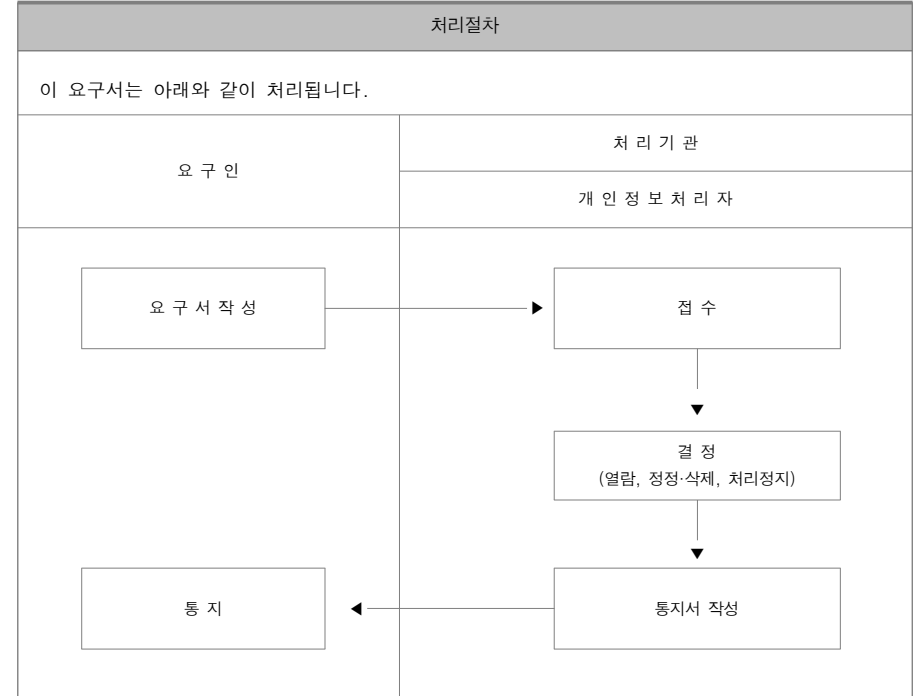 처리절차
이 요구서는 아래와 같이 처리됩니다.
요 구 인
처 리 기 관
개 인 정 보 처 리 자
요 구 서 작 성
접 수
결 정
(열람, 정정·삭제, 처리정지)
통 지
통지서 작성